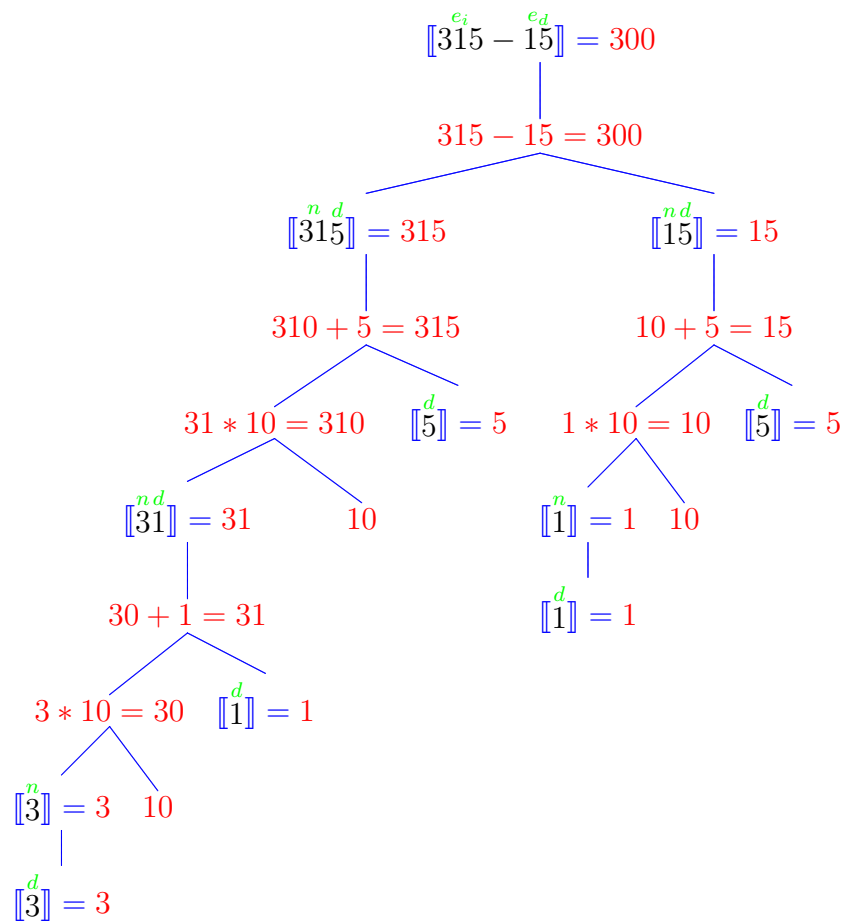 e_i e_d
⟦315 − 15⟧ = 300
315 − 15 = 300
n d n d
⟦315⟧ = 315 ⟦15⟧ = 15
310 + 5 = 315 10 + 5 = 15
d d
31 ∗ 10 = 310 ⟦5⟧ = 5 1 ∗ 10 = 10 ⟦5⟧ = 5
n d n
⟦31⟧ = 31 10 ⟦1⟧ = 1 10
d
30 + 1 = 31 ⟦1⟧ = 1
d
3 ∗ 10 = 30 ⟦1⟧ = 1
n
⟦3⟧ = 3 10
d
⟦3⟧ = 3